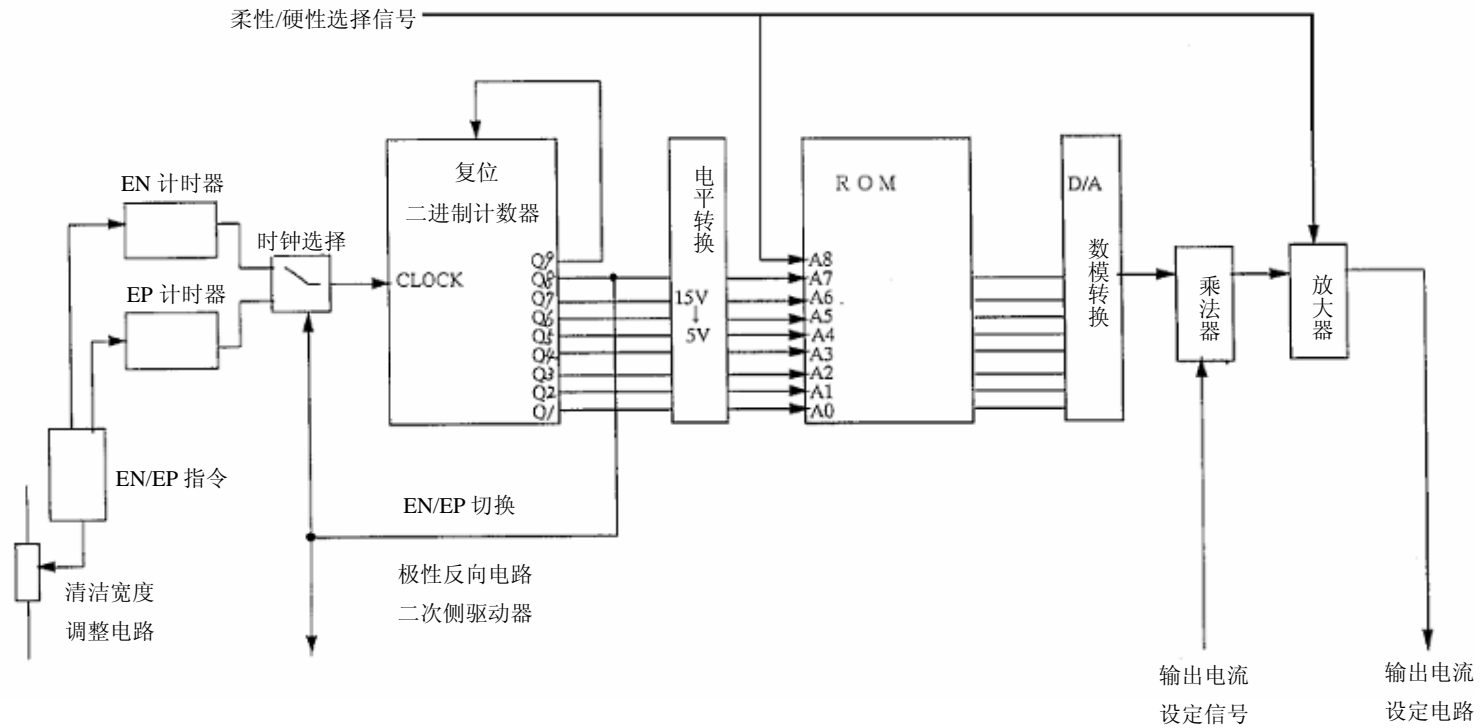 柔性/硬性选择信号
EN 计时器
EP 计时器
时钟选择
复位
二进制计数器
CLOCK
Q9
Q8
Q7
Q6
Q5
Q4
Q3
Q2
Q1
电平转换
15V
↓
5V
ROM
A8
A7
A6
A5
A4
A3
A2
A1
A0
D/A
数模转换
乘法器
放大器
EN/EP 指令
EN/EP 切换
清洁宽度
调整电路
极性反向电路
二次侧驱动器
输出电流
设定信号
输出电流
设定电路